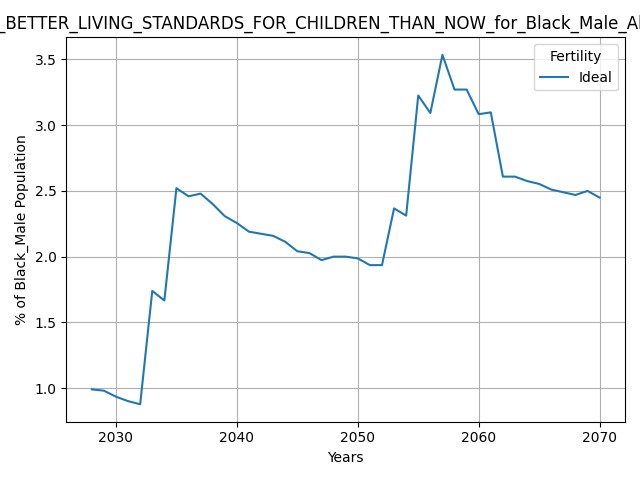 _BETTER_LIVING_STANDARDS_FOR_CHILDREN_THAN_NOW_for_Black_Male_A
Fertility
Ideal
3.5
3.0
2.5
2.0
1.5
1.0
% of Black_Male Population
2030
2040
2050
2060
2070
Years